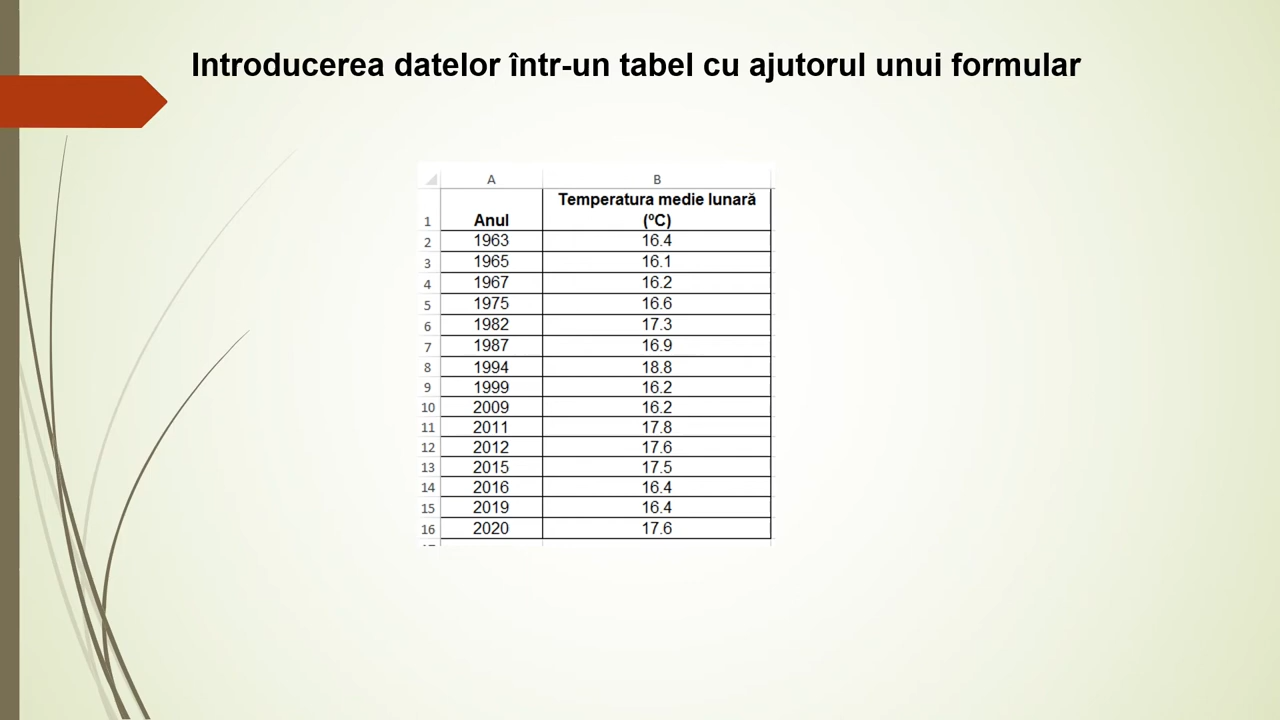 Introducerea datelor într-un tabel cu ajutorul unui formular
A B
1 Anul Temperatura medie lunară (ºC)
2 1963 16.4
3 1965 16.1
4 1967 16.2
5 1975 16.6
6 1982 17.3
7 1987 16.9
8 1994 18.8
9 1999 16.2
10 2009 16.2
11 2011 17.8
12 2012 17.6
13 2015 17.5
14 2016 16.4
15 2019 16.4
16 2020 17.6